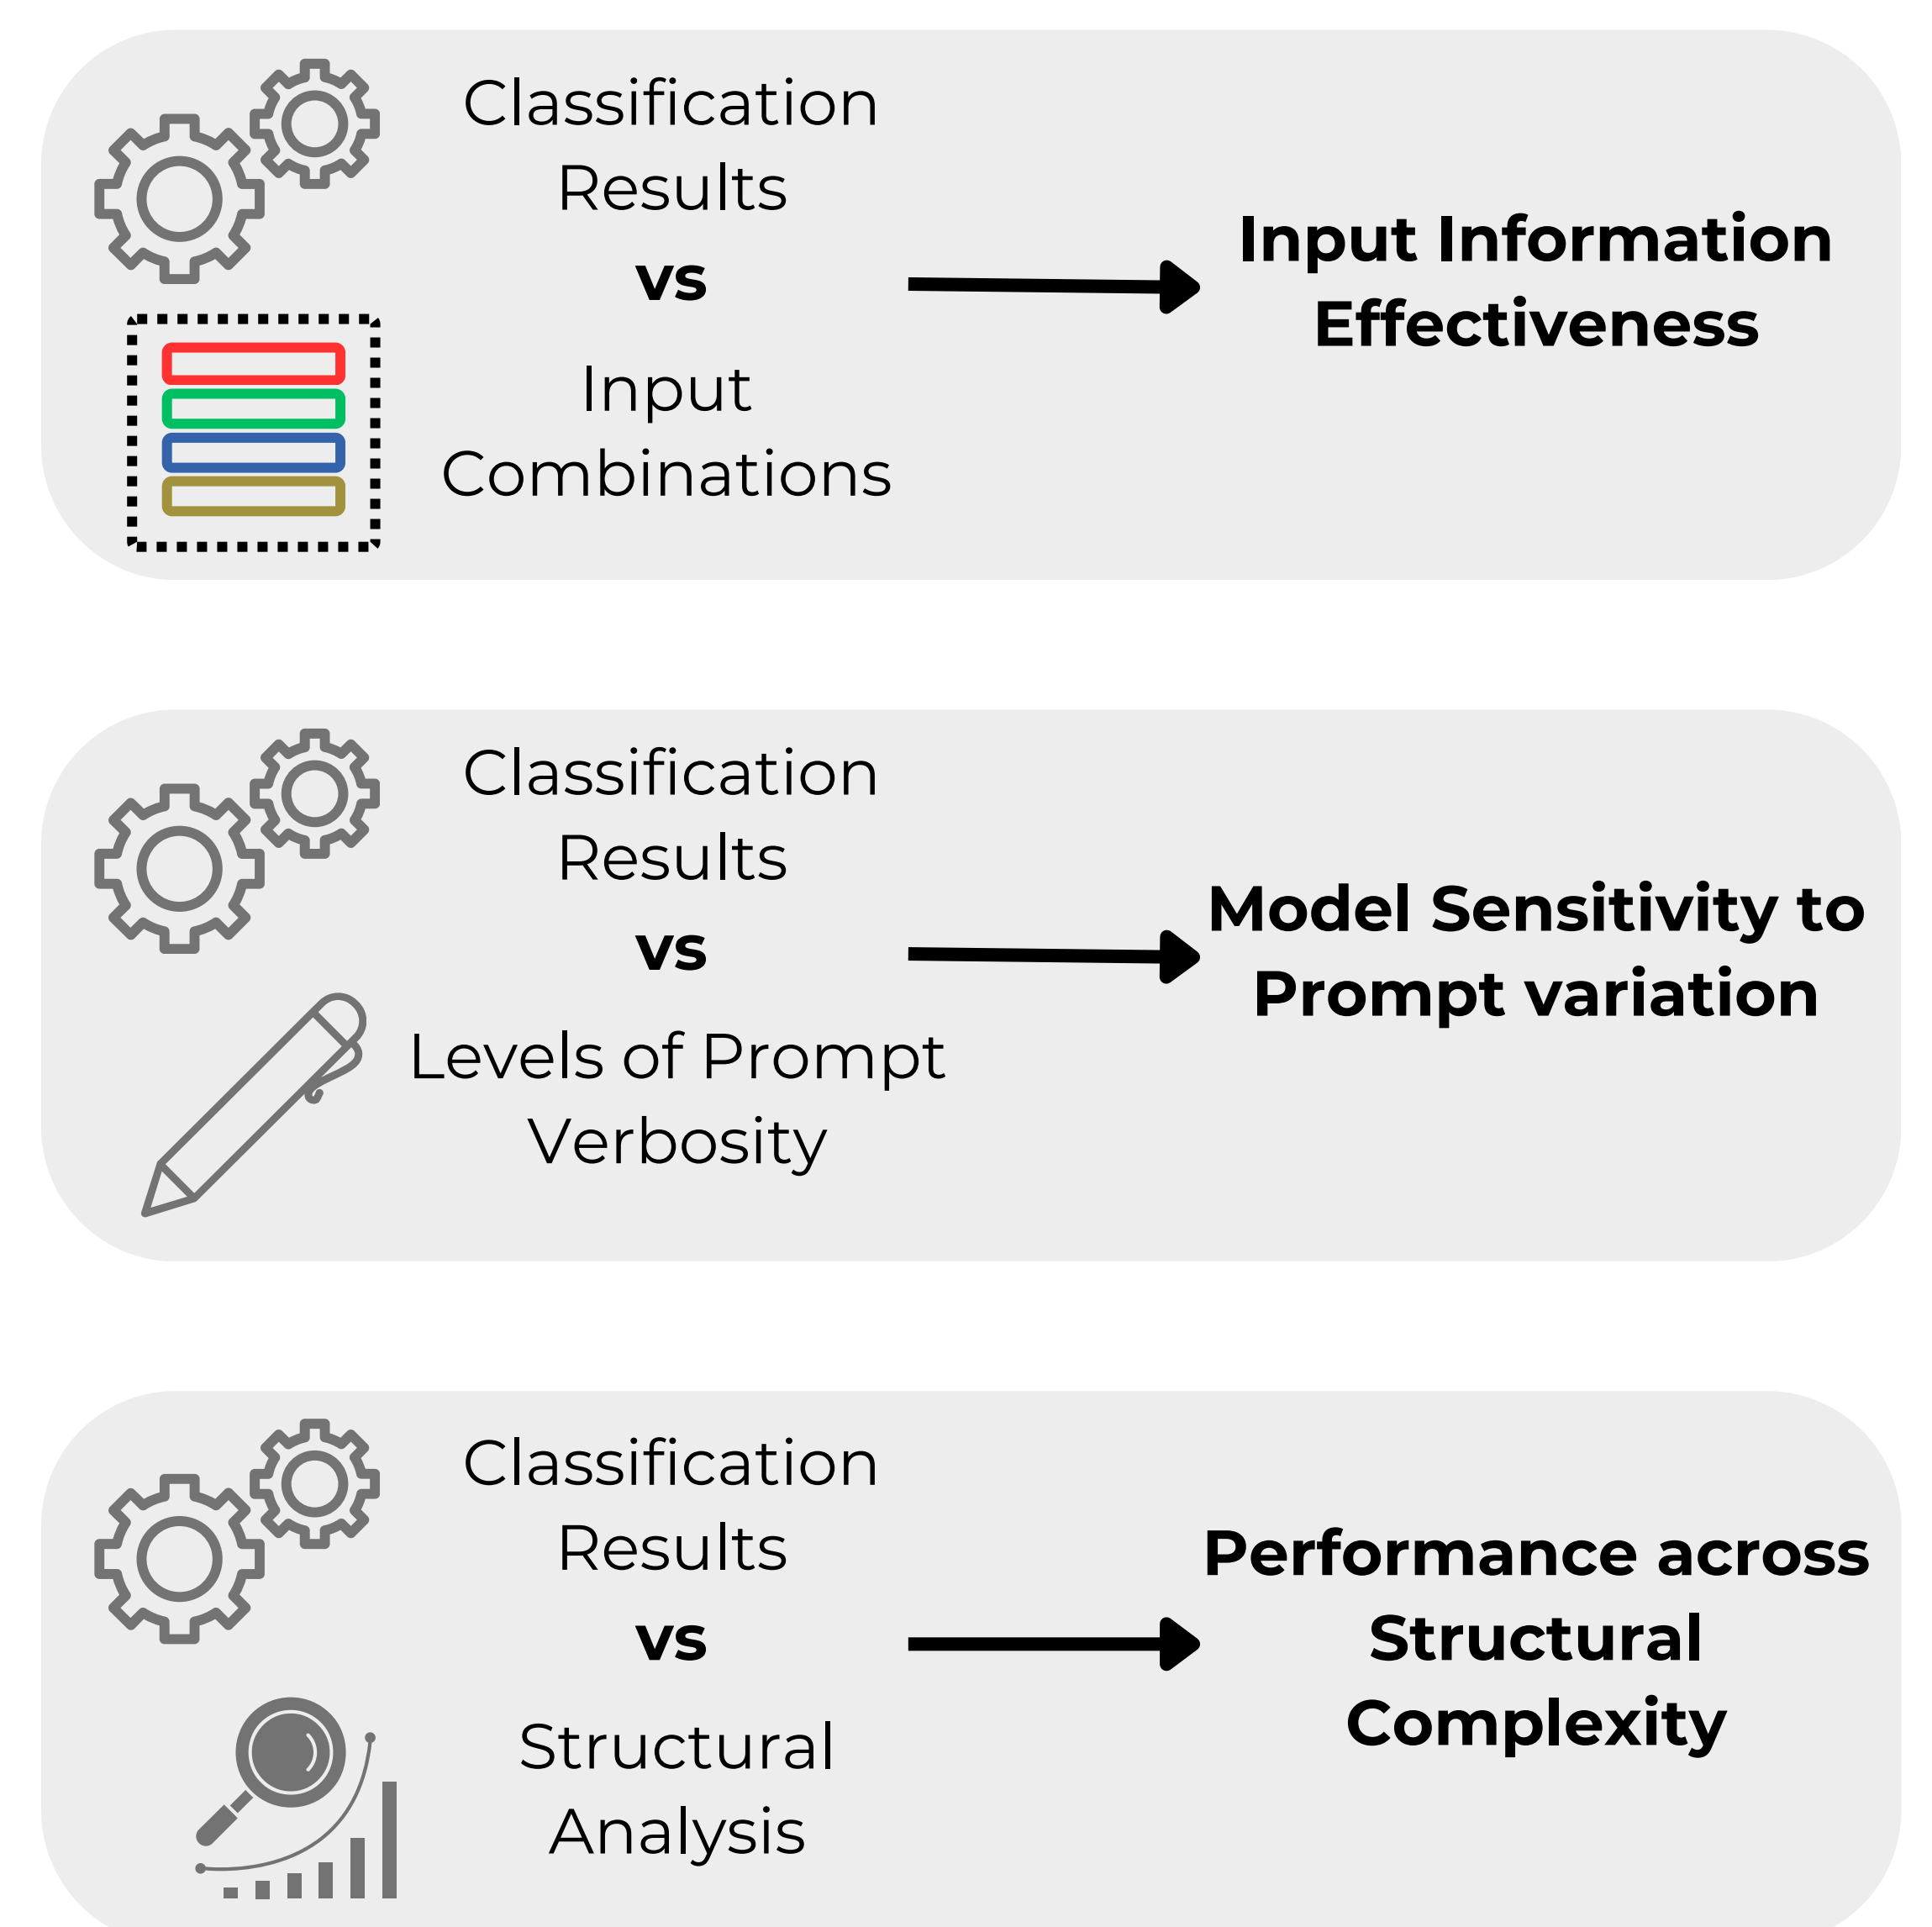 Classification
Results
vs
Input
Combinations
Input Information
Effectiveness
Classification
Results
vs
Levels of Prompt
Verbosity
Model Sensitivity to
Prompt variation
Classification
Results
vs
Structural
Analysis
Performance across
Structural
Complexity